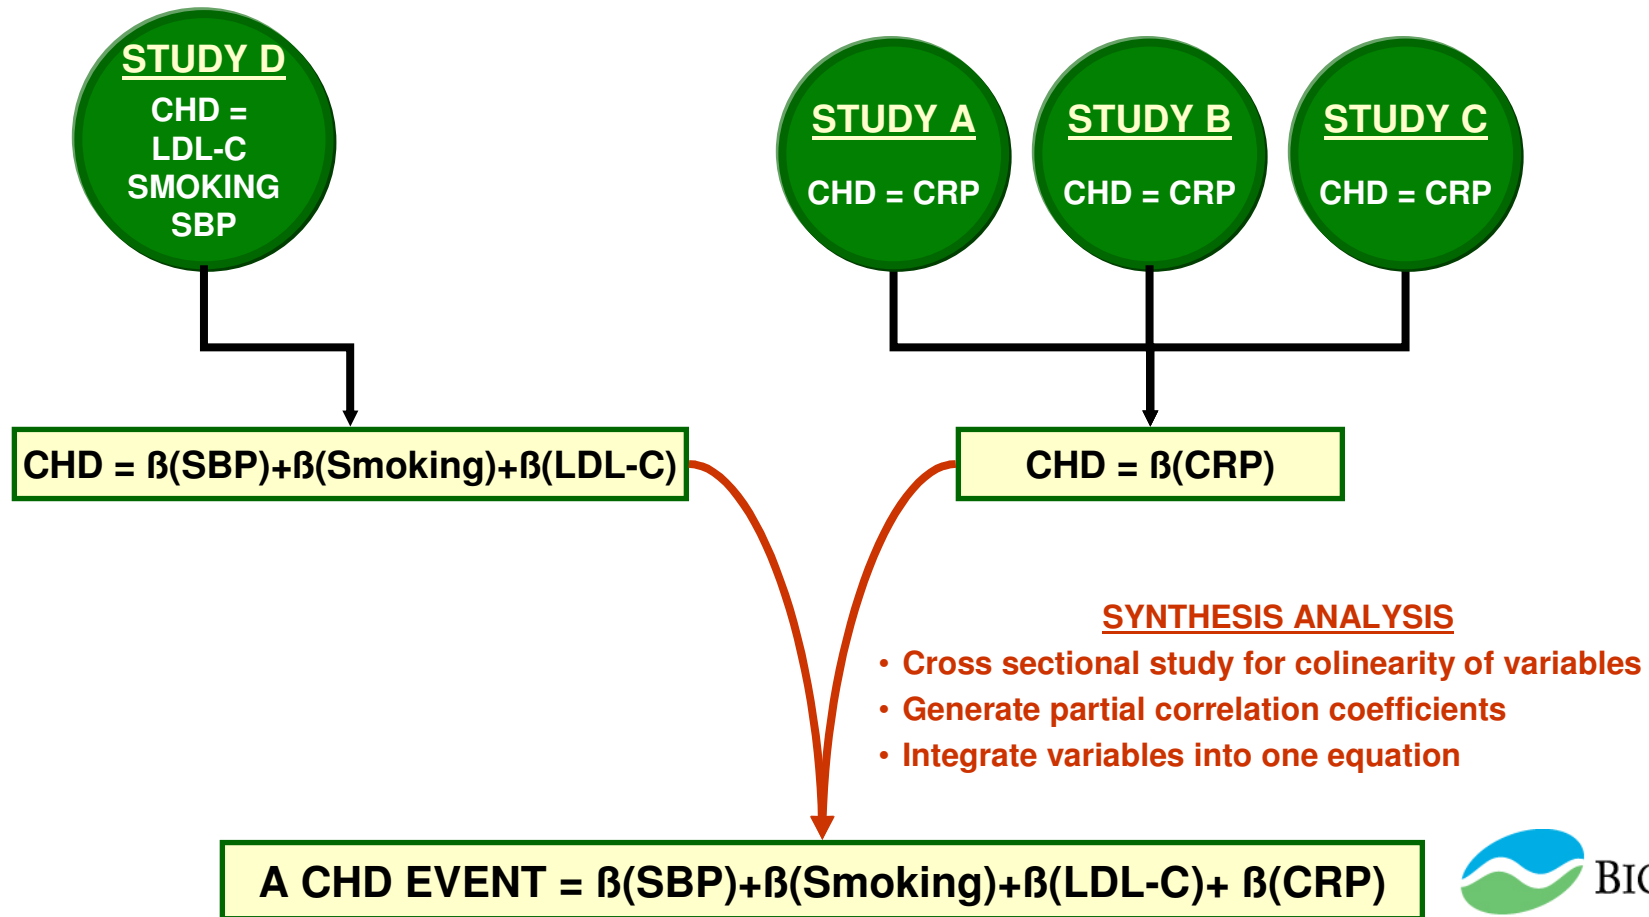 STUDY D
CHD =
LDL-C
SMOKING
SBP
STUDY A
CHD = CRP
STUDY B
CHD = CRP
STUDY C
CHD = CRP
CHD = ß(SBP)+ß(Smoking)+ß(LDL-C)
CHD = ß(CRP)
SYNTHESIS ANALYSIS
• Cross sectional study for colinearity of variables
• Generate partial correlation coefficients
• Integrate variables into one equation
A CHD EVENT = ß(SBP)+ß(Smoking)+ß(LDL-C)+ ß(CRP)